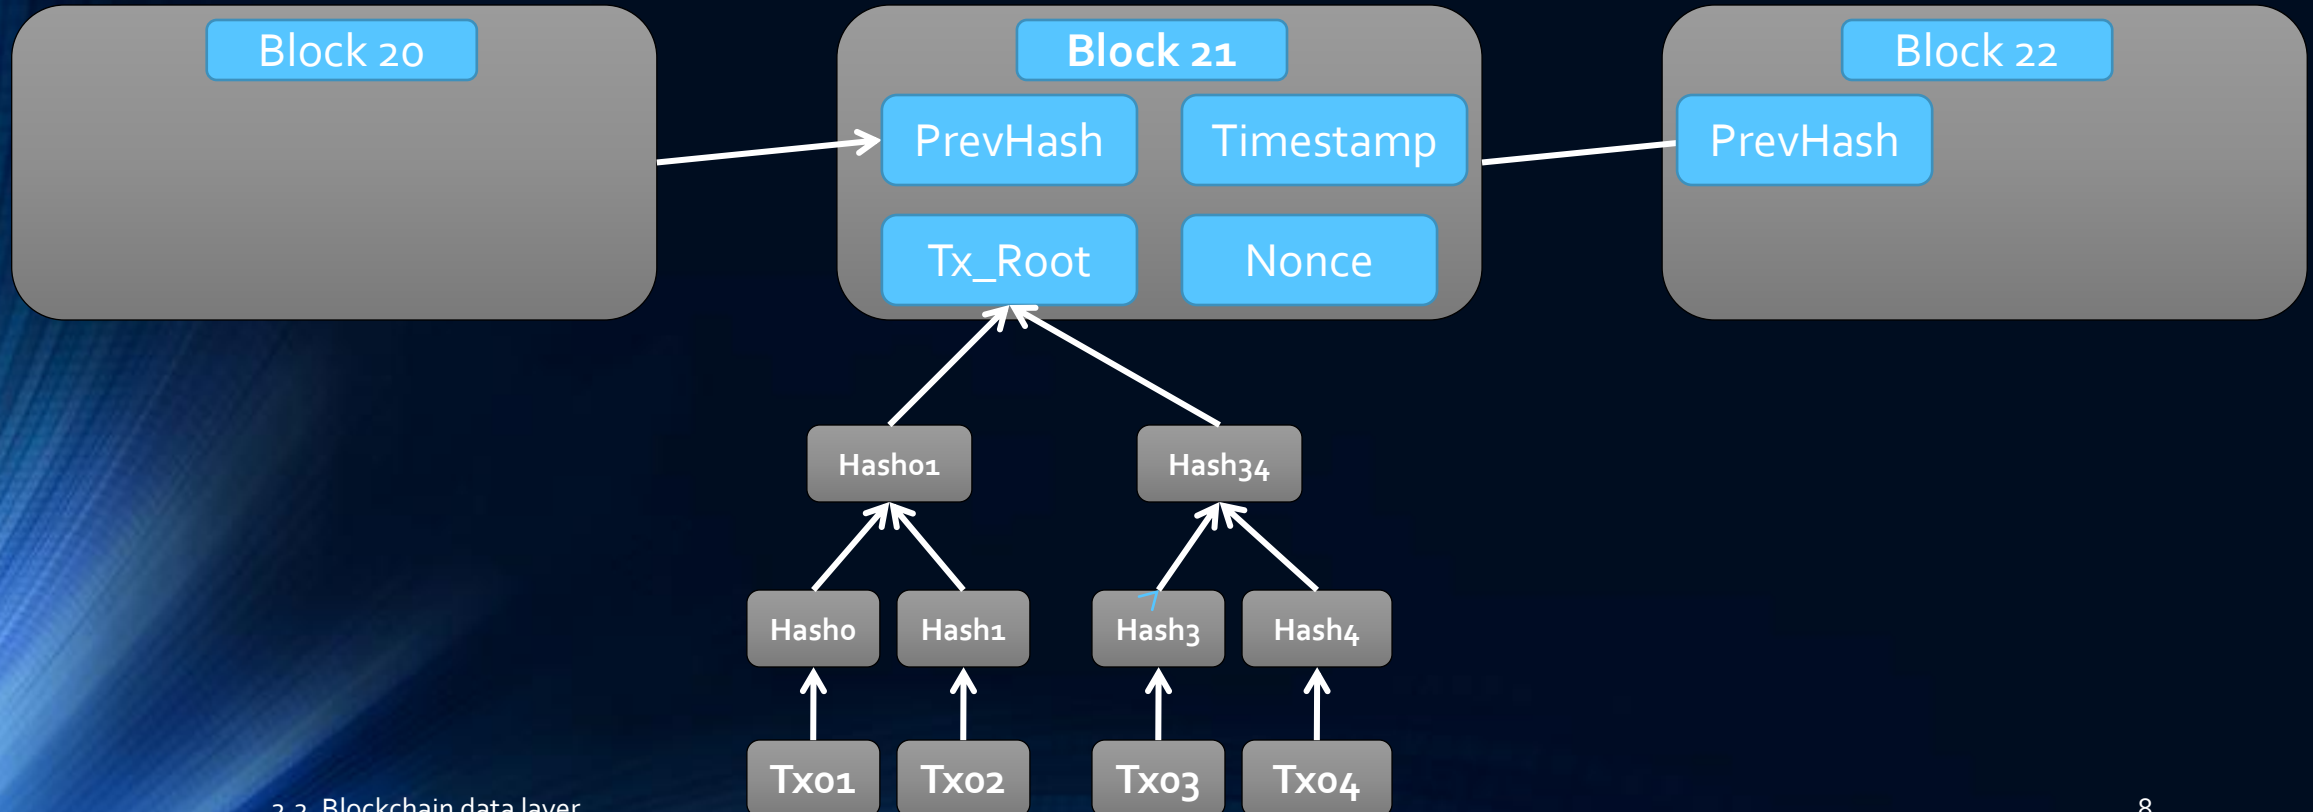 Block 20
Block 21
Block 22
PrevHash
Timestamp
PrevHash
Tx_Root
Nonce
Hash01
Hash34
Hash0
Hash1
Hash3
Hash4
Tx01
Tx02
Tx03
Tx04
Blockchain data layer
8